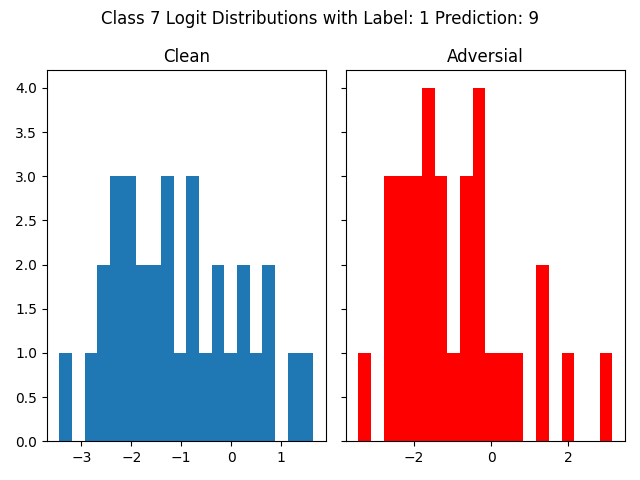 Class 7 Logit Distributions with Label: 1 Prediction: 9
Clean
Adversial
4.0
3.5
3.0
2.5
2.0
1.5
1.0
0.5
0.0
−3 −2 −1 0 1
−2 0 2